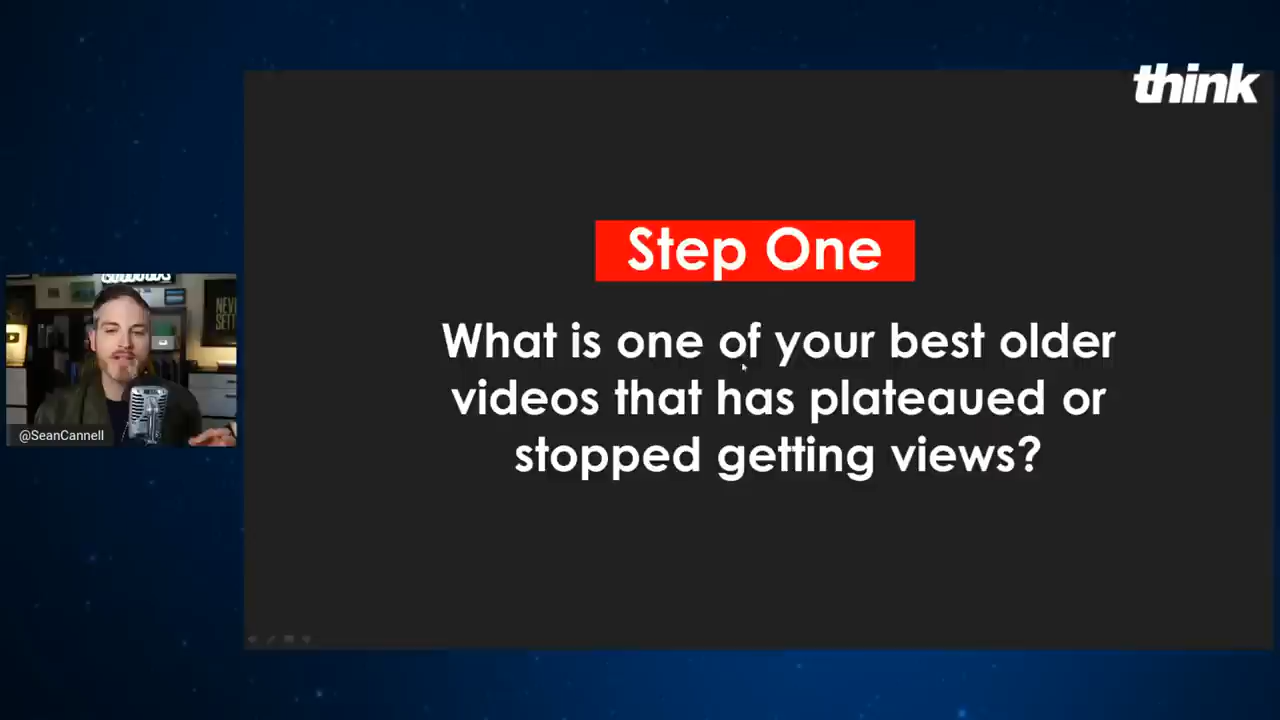 think
Step One
What is one of your best older
videos that has plateaued or
stopped getting views?
@SeanCannell